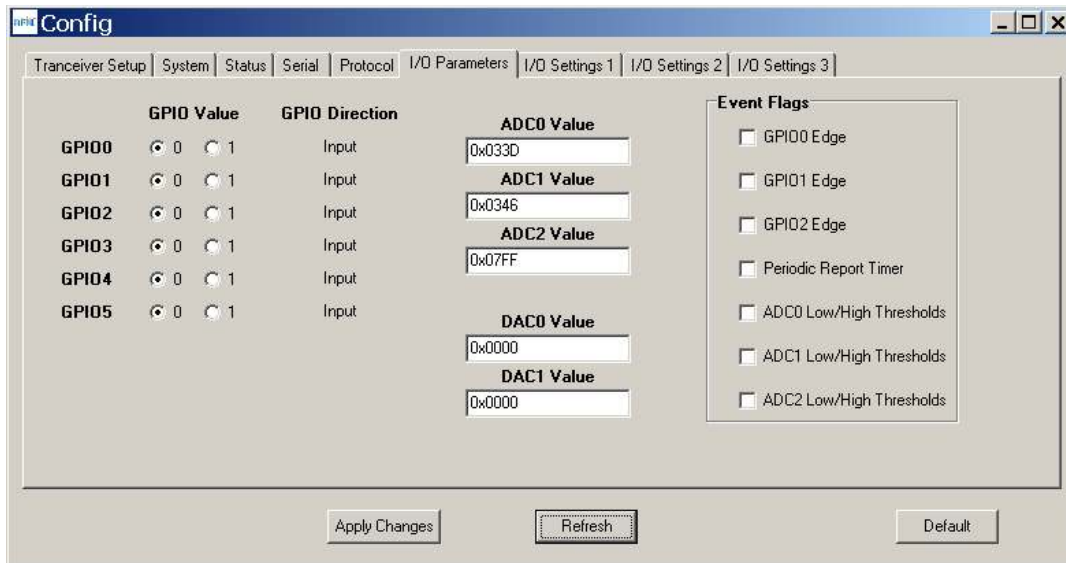 Config
Tranceiver Setup System Status Serial Protocol I/O Parameters I/O Settings 1 I/O Settings 2 I/O Settings 3
GPIO Value GPIO Direction
GPIO0 0 1 Input
GPIO1 0 1 Input
GPIO2 0 1 Input
GPIO3 0 1 Input
GPIO4 0 1 Input
GPIO5 0 1 Input
ADC0 Value
0x033D
ADC1 Value
0x0346
ADC2 Value
0x07FF
DAC0 Value
0x0000
DAC1 Value
0x0000
Event Flags
GPIO0 Edge
GPIO1 Edge
GPIO2 Edge
Periodic Report Timer
ADC0 Low/High Thresholds
ADC1 Low/High Thresholds
ADC2 Low/High Thresholds
Apply Changes Refresh Default